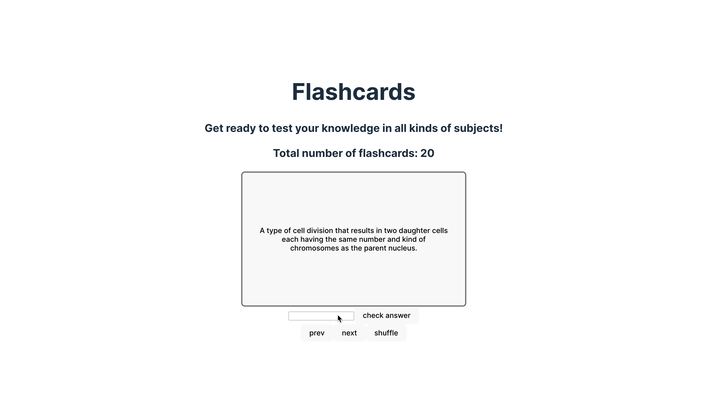 Flashcards
Get ready to test your knowledge in all kinds of subjects!
Total number of flashcards: 20
A type of cell division that results in two daughter cells
each having the same number and kind of
chromosomes as the parent nucleus.
check answer
prev next shuffle